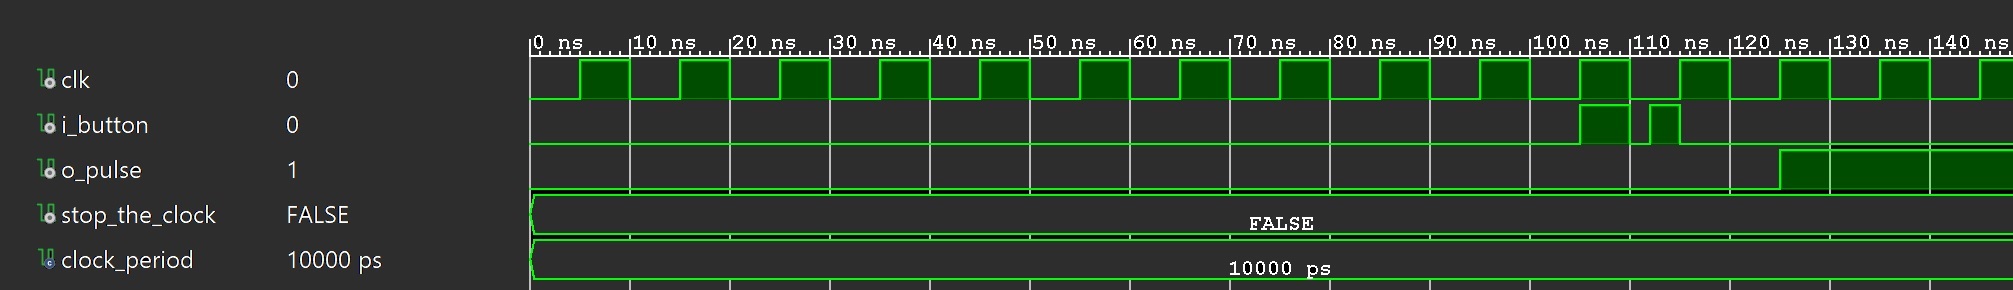 0 ns 10 ns 20 ns 30 ns 40 ns 50 ns 60 ns 70 ns 80 ns 90 ns 100 ns 110 ns 120 ns 130 ns 140 ns
clk 0
i_button 0
o_pulse 1
stop_the_clock FALSE FALSE
clock_period 10000 ps 10000 ps